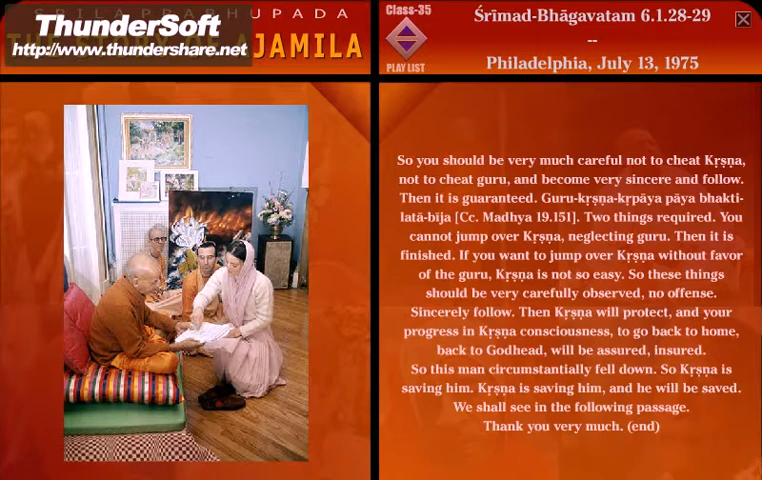 SRILA PRABHUPADA
ThunderSoft
http://www.thundershare.net
THE STORY OF AJAMILA
Class-35
PLAY LIST
Śrīmad-Bhāgavatam 6.1.28-29
--
Philadelphia, July 13, 1975
So you should be very much careful not to cheat Kṛṣṇa,
not to cheat guru, and become very sincere and follow.
Then it is guaranteed. Guru-kṛṣṇa-kṛpāya pāya bhakti-
latā-bīja [Cc. Madhya 19.151]. Two things required. You
cannot jump over Kṛṣṇa, neglecting guru. Then it is
finished. If you want to jump over Kṛṣṇa without favor
of the guru, Kṛṣṇa is not so easy. So these things
should be very carefully observed, no offense.
Sincerely follow. Then Kṛṣṇa will protect, and your
progress in Kṛṣṇa consciousness, to go back to home,
back to Godhead, will be assured, insured.
So this man circumstantially fell down. So Kṛṣṇa is
saving him. Kṛṣṇa is saving him, and he will be saved.
We shall see in the following passage.
Thank you very much. (end)